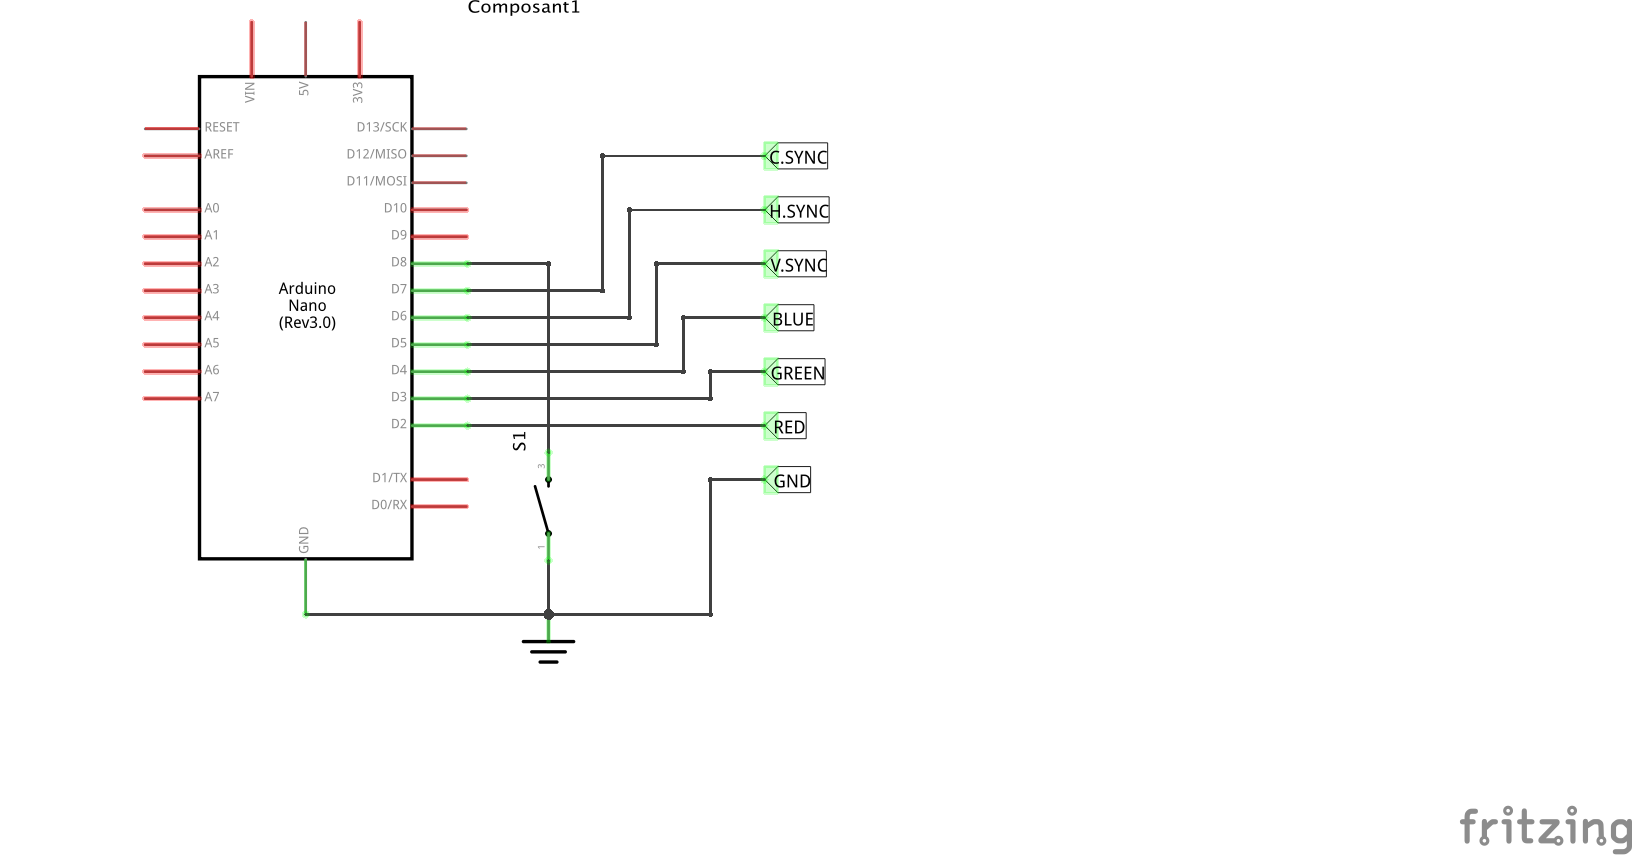 Composant1
VIN
5V
3V3
RESET
AREF
A0
A1
A2
A3
A4
A5
A6
A7
D13/SCK
D12/MISO
D11/MOSI
D10
D9
D8
D7
D6
D5
D4
D3
D2
D1/TX
D0/RX
GND
Arduino
Nano
(Rev3.0)
S1
3
1
C.SYNC
H.SYNC
V.SYNC
BLUE
GREEN
RED
GND
fritzing